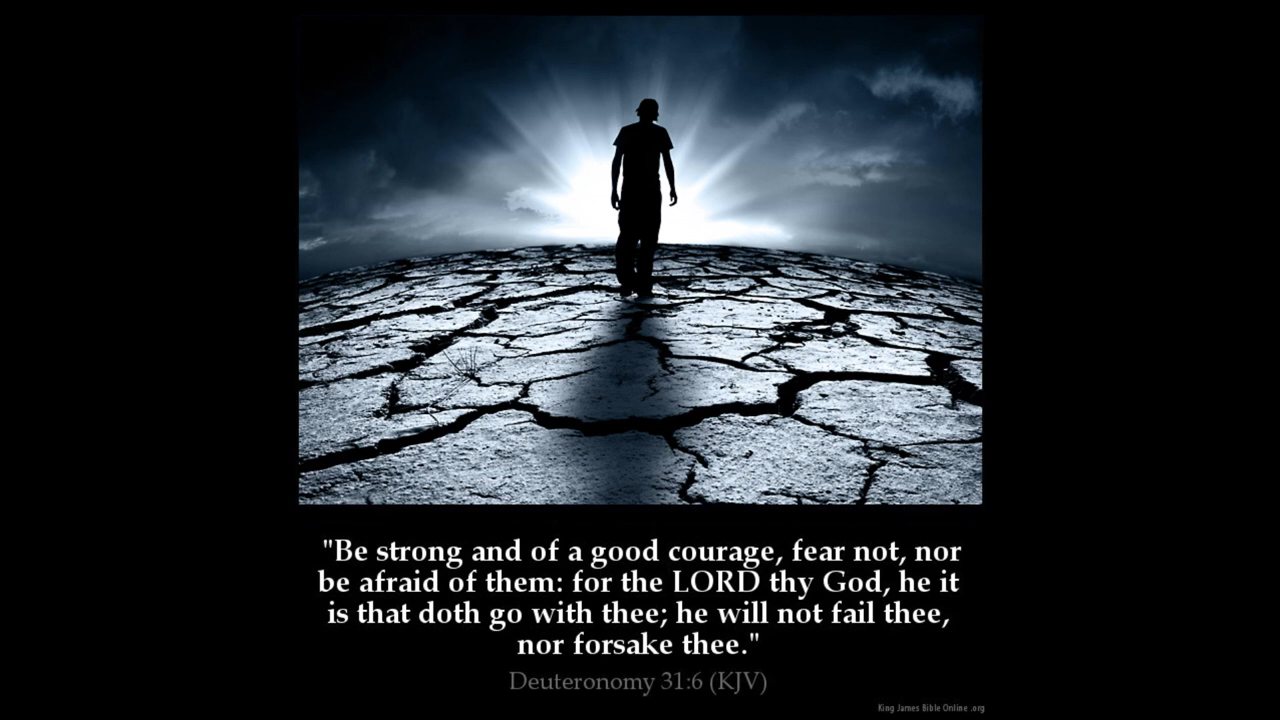 "Be strong and of a good courage, fear not, nor
be afraid of them: for the LORD thy God, he it
is that doth go with thee; he will not fail thee,
nor forsake thee."
Deuteronomy 31:6 (KJV)
King James Bible Online .org